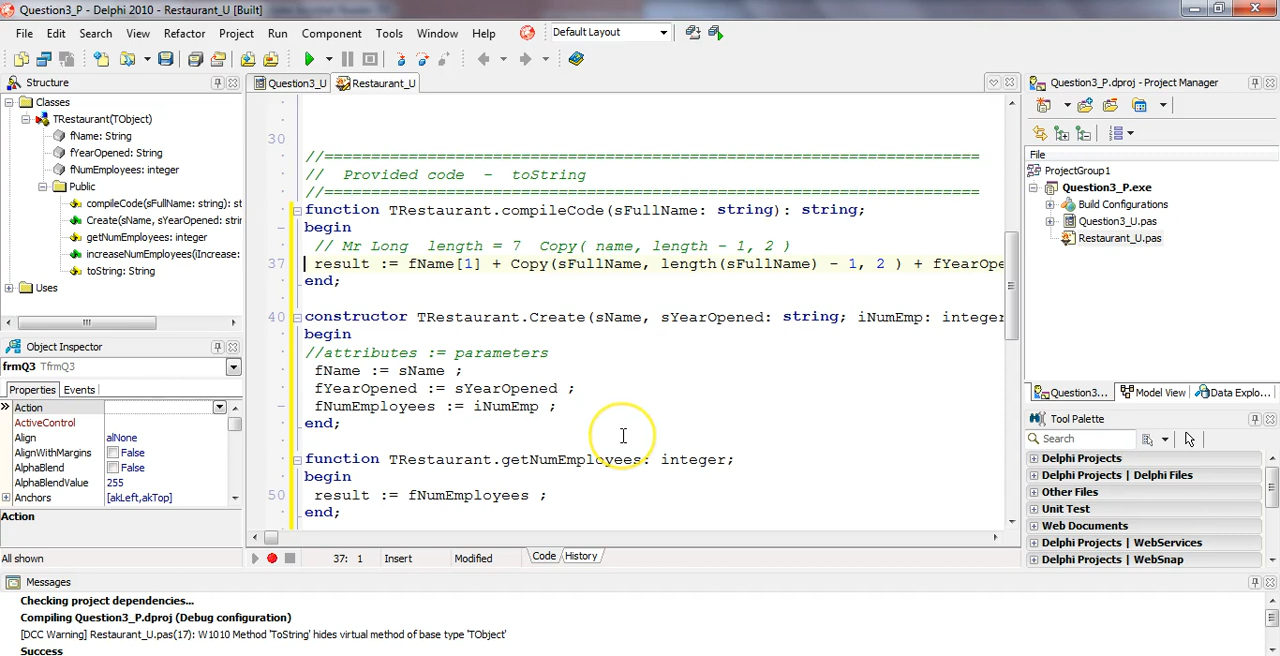 Question3_P - Delphi 2010 - Restaurant_U [Built]
File Edit Search View Refactor Project Run Component Tools Window Help Default Layout
Structure
Classes
TRestaurant(TObject)
fName: String
fYearOpened: String
fNumEmployees: integer
Public
compileCode(sFullName: string): st
Create(sName, sYearOpened: strir
getNumEmployees: integer
increaseNumEmployees(iIncrease:
toString: String
Uses
Object Inspector
frmQ3 TfrmQ3
Properties Events
Action
ActiveControl
Align alNone
AlignWithMargins False
AlphaBlend False
AlphaBlendValue 255
Anchors [akLeft,akTop]
Action
All shown
Question3_U Restaurant_U
30
//======================================================================
// Provided code - toString
//======================================================================
function TRestaurant.compileCode(sFullName: string): string;
begin
// Mr Long length = 7 Copy( name, length - 1, 2 )
37 result := fName[1] + Copy(sFullName, length(sFullName) - 1, 2 ) + fYearOpe
end;
40 constructor TRestaurant.Create(sName, sYearOpened: string; iNumEmp: integer
begin
//attributes := parameters
fName := sName ;
fYearOpened := sYearOpened ;
fNumEmployees := iNumEmp ;
end;
function TRestaurant.getNumEmployees: integer;
begin
50 result := fNumEmployees ;
end;
37: 1 Insert Modified Code History
Question3_P.dproj - Project Manager
File
ProjectGroup1
Question3_P.exe
Build Configurations
Question3_U.pas
Restaurant_U.pas
Question3... Model View Data Explo...
Tool Palette
Search
Delphi Projects
Delphi Projects | Delphi Files
Other Files
Unit Test
Web Documents
Delphi Projects | WebServices
Delphi Projects | WebSnap
Messages
Checking project dependencies...
Compiling Question3_P.dproj (Debug configuration)
[DCC Warning] Restaurant_U.pas(17): W1010 Method 'ToString' hides virtual method of base type 'TObject'
Success